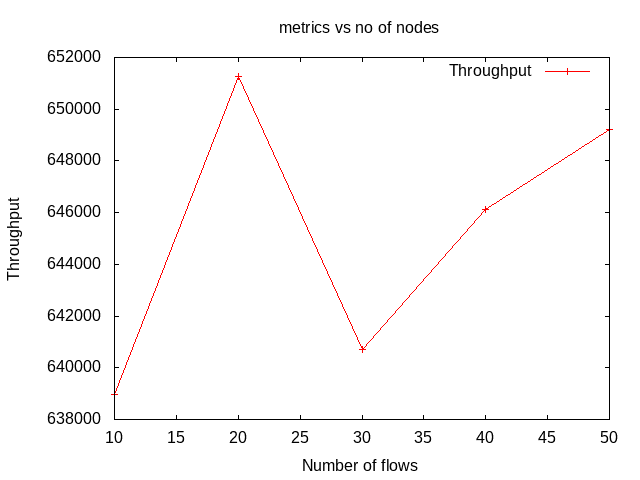 metrics vs no of nodes
Throughput
652000
650000
648000
646000
644000
642000
640000
638000
Throughput
10 15 20 25 30 35 40 45 50
Number of flows